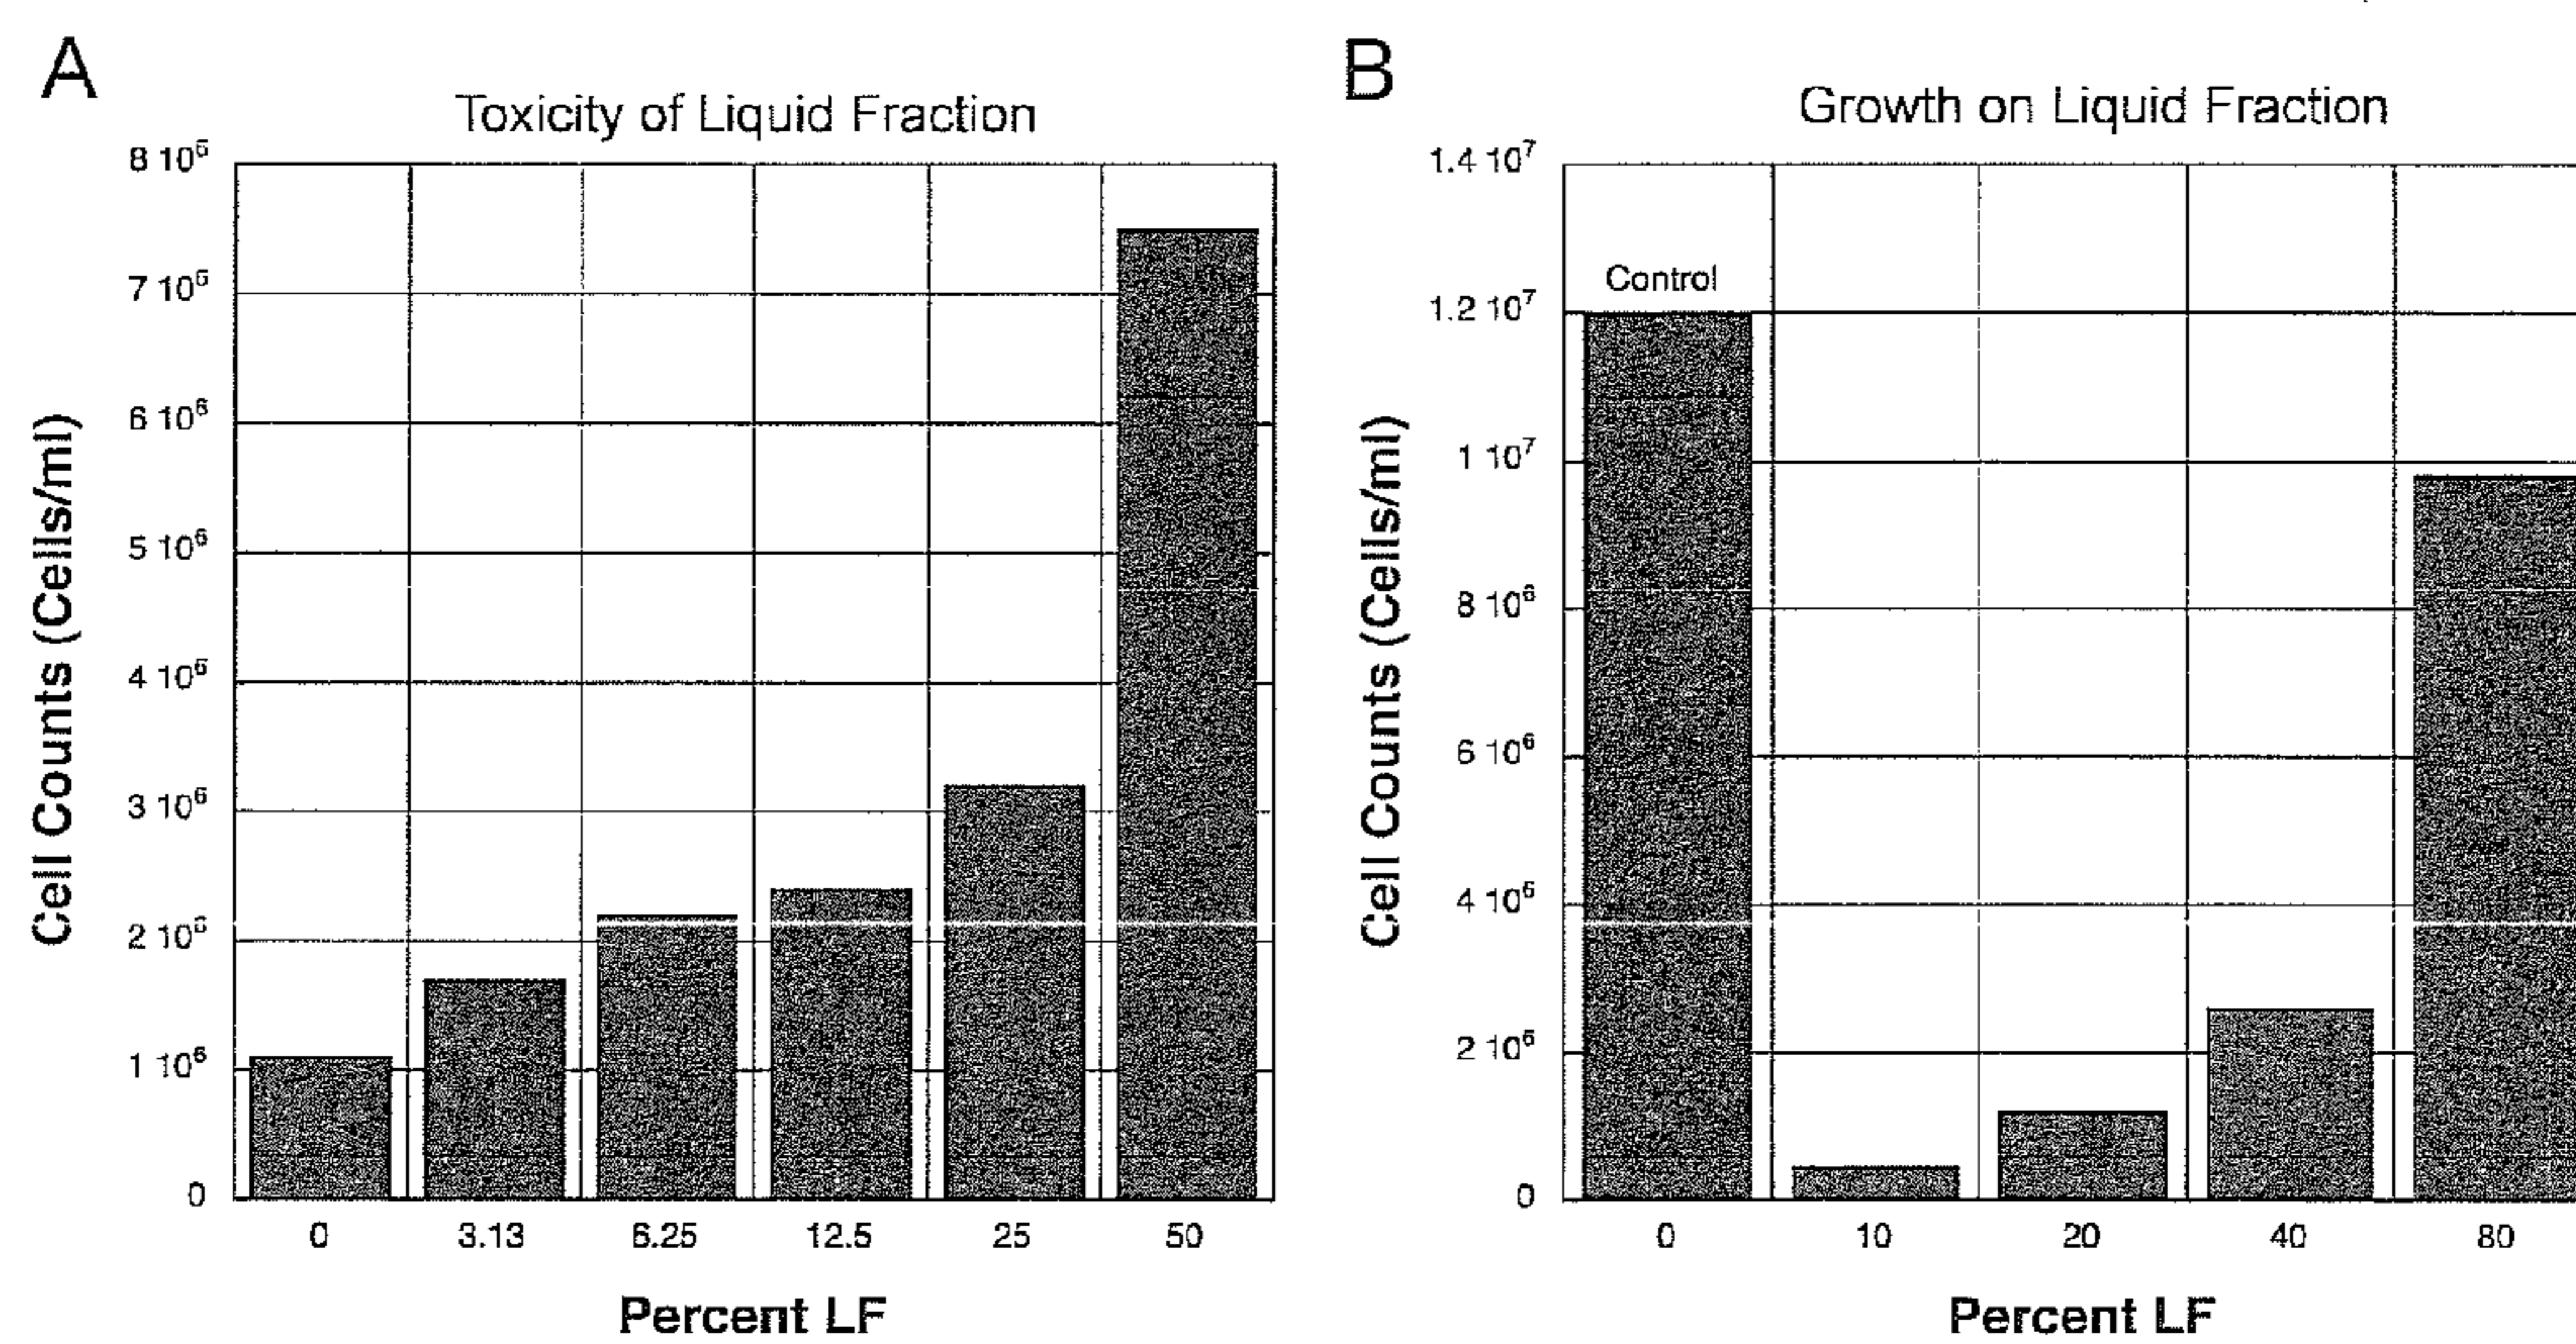 A
Toxicity of Liquid Fraction
8 10⁶
7 10⁶
6 10⁶
5 10⁶
4 10⁶
3 10⁶
2 10⁶
1 10⁶
0
Cell Counts (Cells/ml)
0 3.13 6.25 12.5 25 50
Percent LF
B
Growth on Liquid Fraction
1.4 10⁷
1.2 10⁷
1 10⁷
8 10⁶
6 10⁶
4 10⁶
2 10⁶
0
Cell Counts (Cells/ml)
Control
0 10 20 40 80
Percent LF